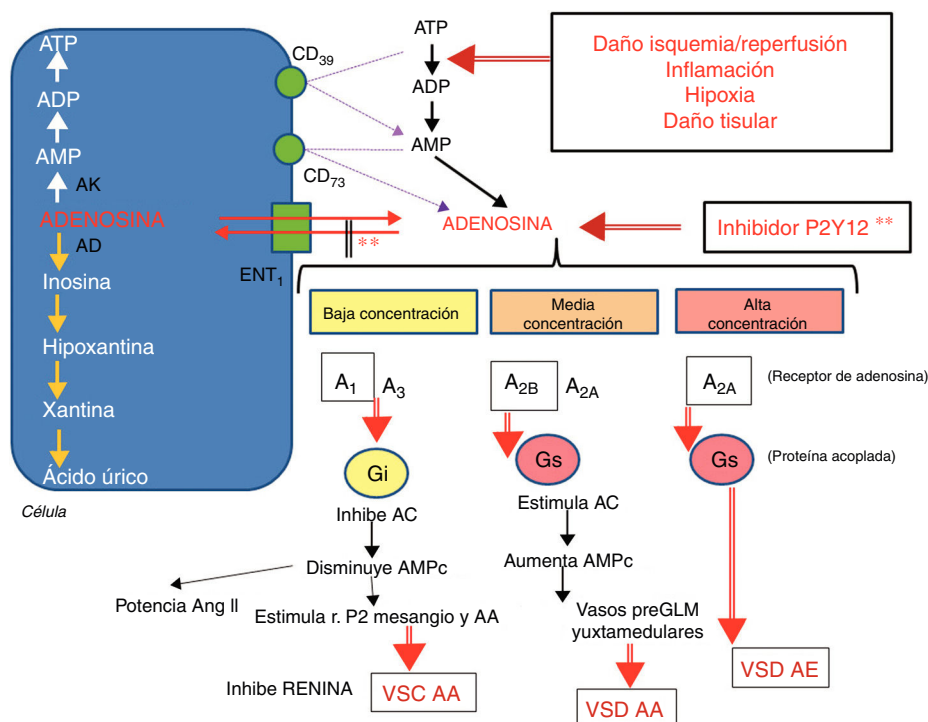 ATP
ADP
AMP
AK
ADENOSINA
AD
Inosina
Hipoxantina
Xantina
Ácido úrico
Célula
CD39
CD73
ENT1
ATP
ADP
AMP
ADENOSINA
**
Daño isquemia/reperfusión
Inflamación
Hipoxia
Daño tisular
Inhibidor P2Y12 **
Baja concentración
Media
concentración
Alta
concentración
A1 A3
A2B A2A
A2A
(Receptor de adenosina)
Gi
Gs
Gs
(Proteína acoplada)
Inhibe AC
Disminuye AMPc
Potencia Ang II
Estimula r. P2 mesangio y AA
Inhibe RENINA
VSC AA
Estimula AC
Aumenta AMPc
Vasos preGLM
yuxtamedulares
VSD AA
VSD AE